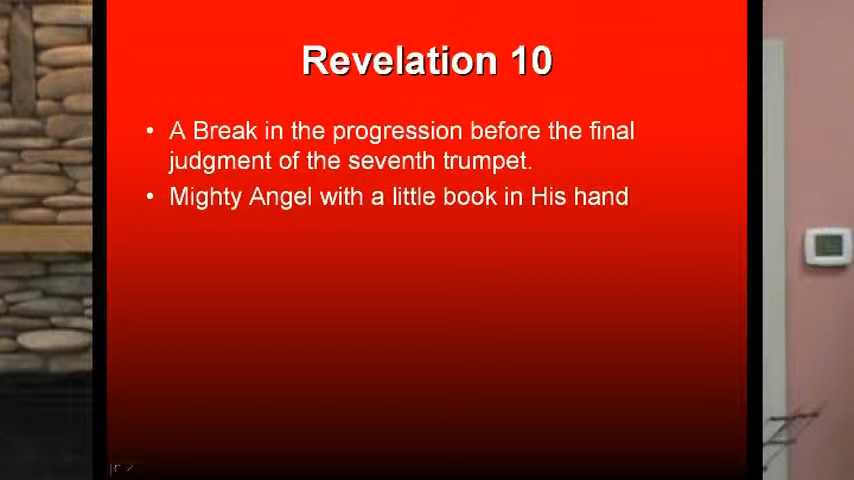 Revelation 10
• A Break in the progression before the final
judgment of the seventh trumpet.
• Mighty Angel with a little book in His hand